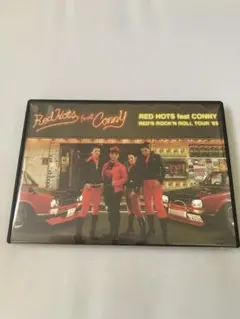 Red Hots feat Conny
RED HOTS feat CONNY
RED'S ROCK'N ROLL TOUR '89